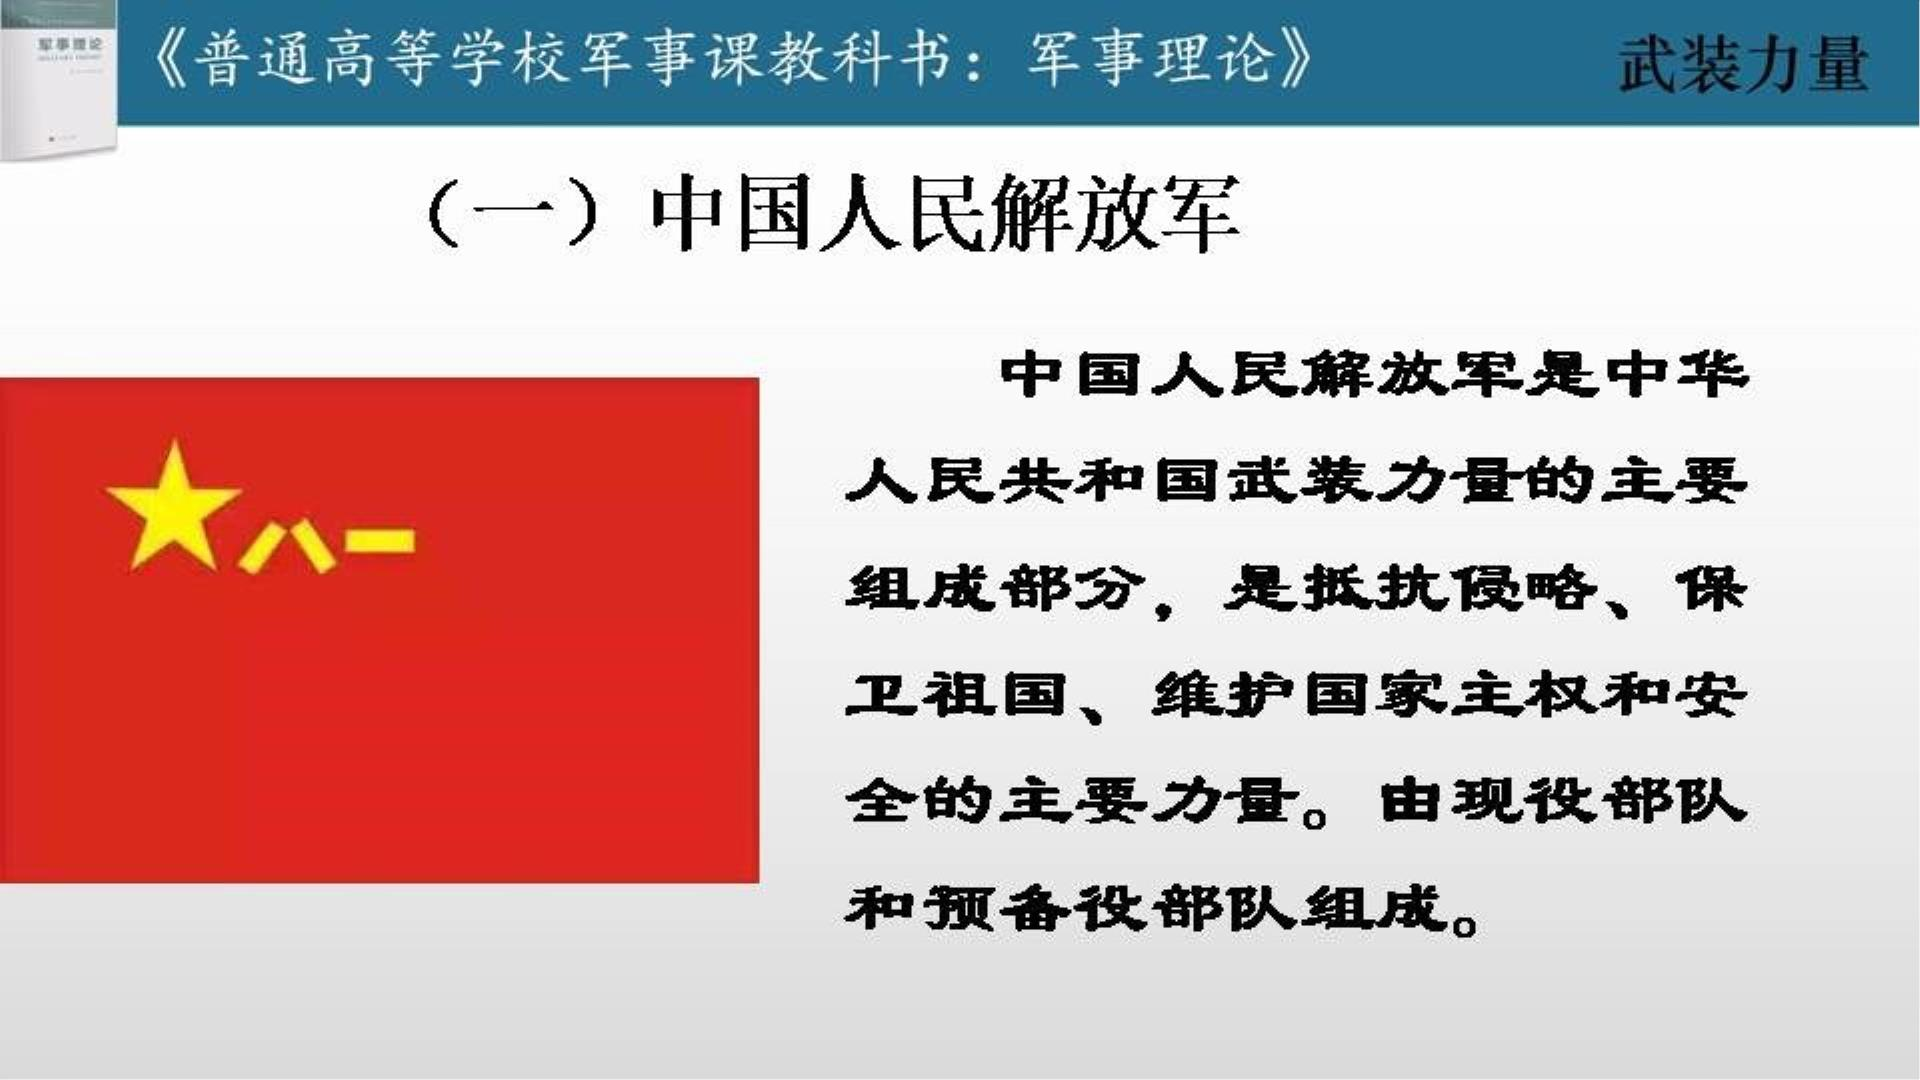 军事理论
《普通高等学校军事课教科书：军事理论》
武装力量
（一）中国人民解放军
八一
中国人民解放军是中华
人民共和国武装力量的主要
组成部分，是抵抗侵略、保
卫祖国、维护国家主权和安
全的主要力量。由现役部队
和预备役部队组成。